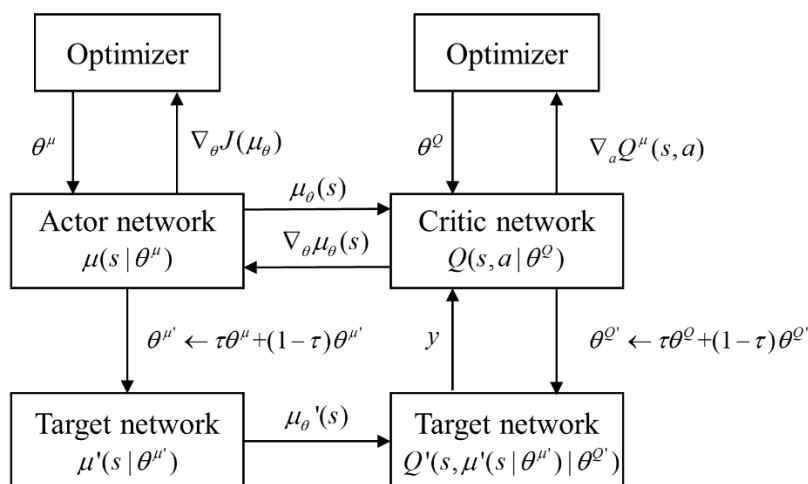 Optimizer Optimizer
θ^μ ∇_θ J(μ_θ) θ^Q ∇_a Q^μ(s,a)
μ_θ(s)
Actor network Critic network
μ(s|θ^μ) ∇_θ μ_θ(s) Q(s,a|θ^Q)
θ^μ' ← τθ^μ+(1−τ)θ^μ' y θ^Q' ← τθ^Q+(1−τ)θ^Q'
μ_θ'(s)
Target network Target network
μ'(s|θ^μ') Q'(s,μ'(s|θ^μ')|θ^Q')